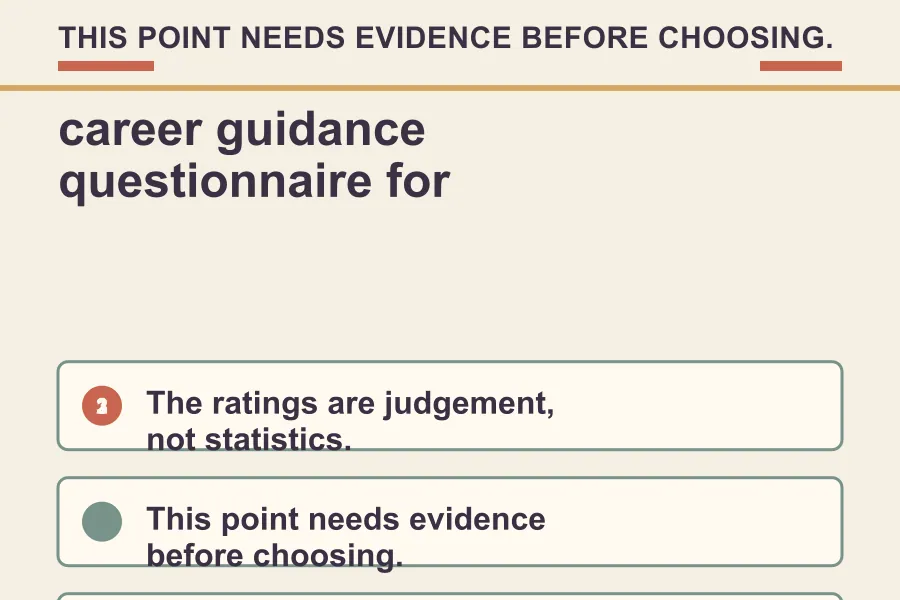 THIS POINT NEEDS EVIDENCE BEFORE CHOOSING.
career guidance
questionnaire for
The ratings are judgement,
not statistics.
This point needs evidence
before choosing.